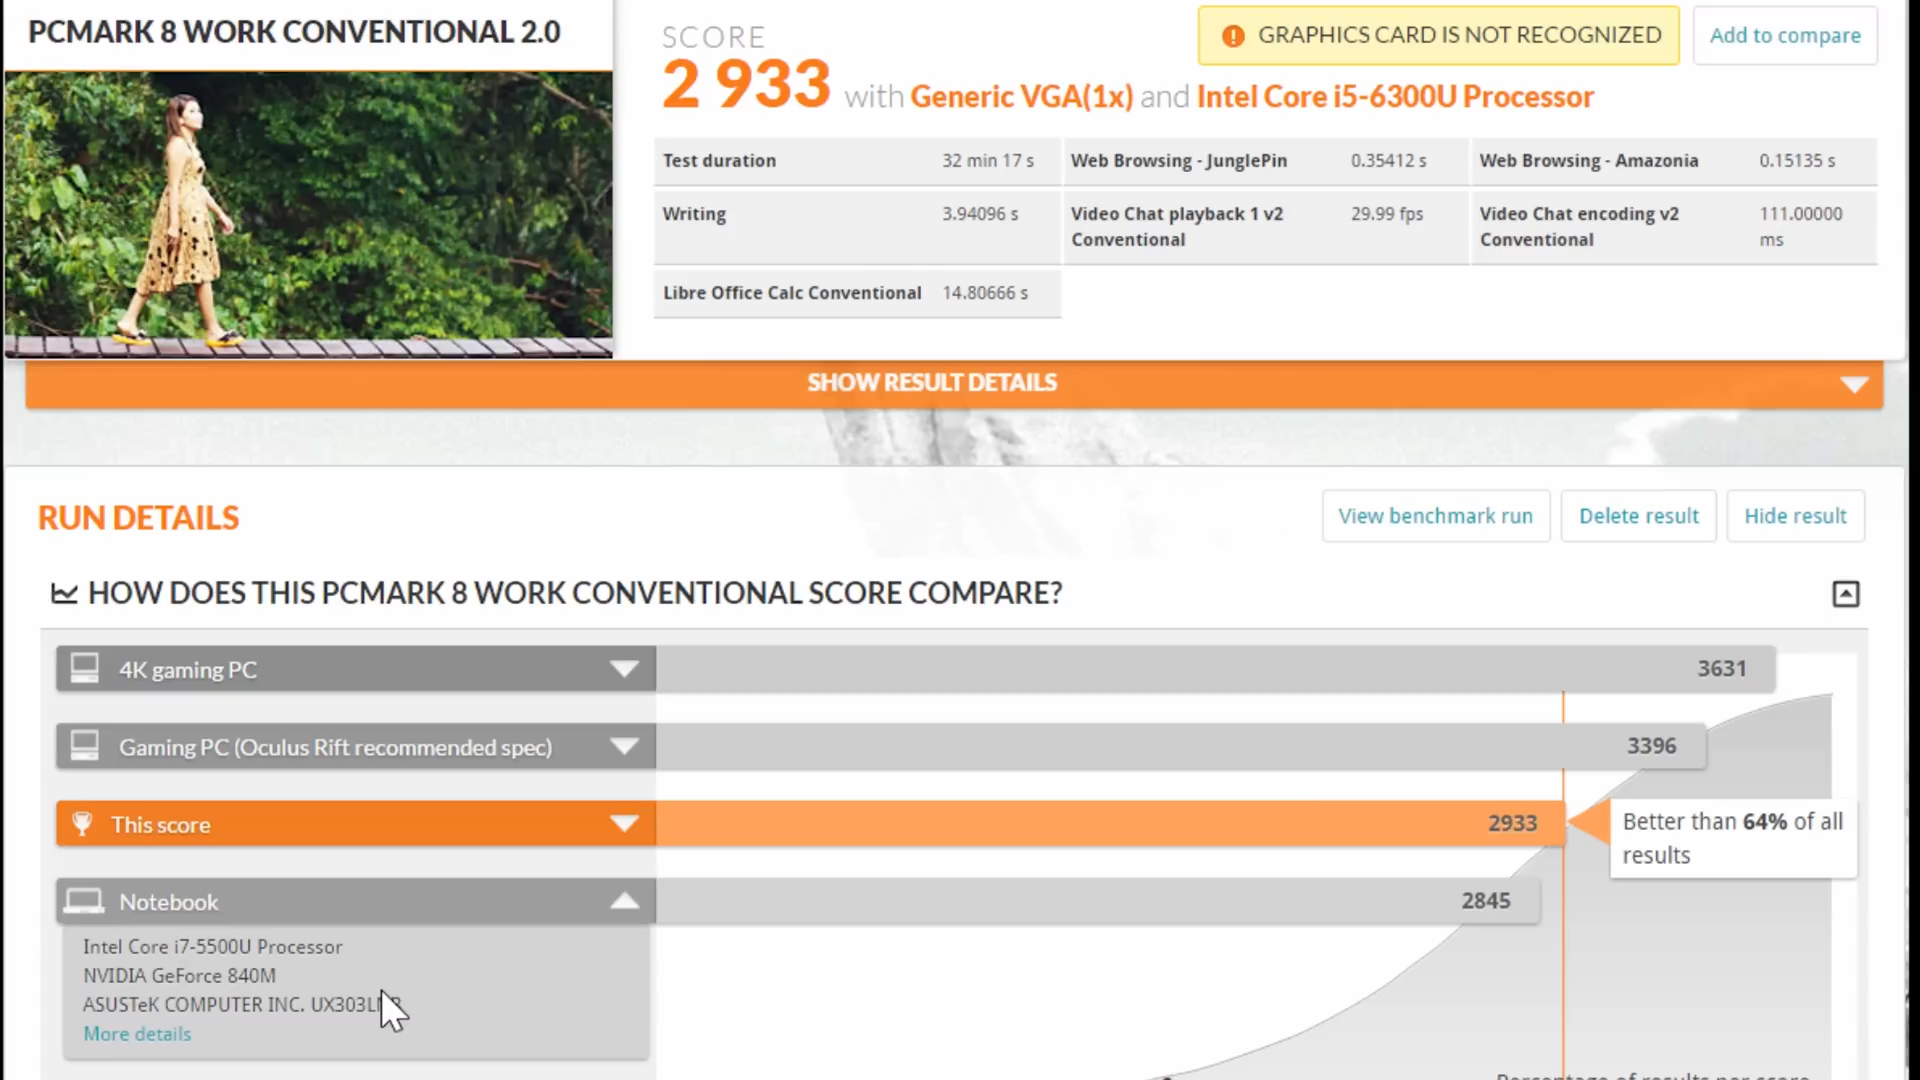 PCMARK 8 WORK CONVENTIONAL 2.0
SCORE
2 933 with Generic VGA(1x) and Intel Core i5-6300U Processor
GRAPHICS CARD IS NOT RECOGNIZED
Add to compare
Test duration 32 min 17 s
Web Browsing - JunglePin 0.35412 s
Web Browsing - Amazonia 0.15135 s
Writing 3.94096 s
Video Chat playback 1 v2 29.99 fps
Conventional
Video Chat encoding v2 111.00000
Conventional ms
Libre Office Calc Conventional 14.80666 s
SHOW RESULT DETAILS
RUN DETAILS
View benchmark run
Delete result
Hide result
HOW DOES THIS PCMARK 8 WORK CONVENTIONAL SCORE COMPARE?
4K gaming PC 3631
Gaming PC (Oculus Rift recommended spec) 3396
This score 2933
Better than 64% of all
results
Notebook 2845
Intel Core i7-5500U Processor
NVIDIA GeForce 840M
ASUSTeK COMPUTER INC.
More details
Percentage of results per score